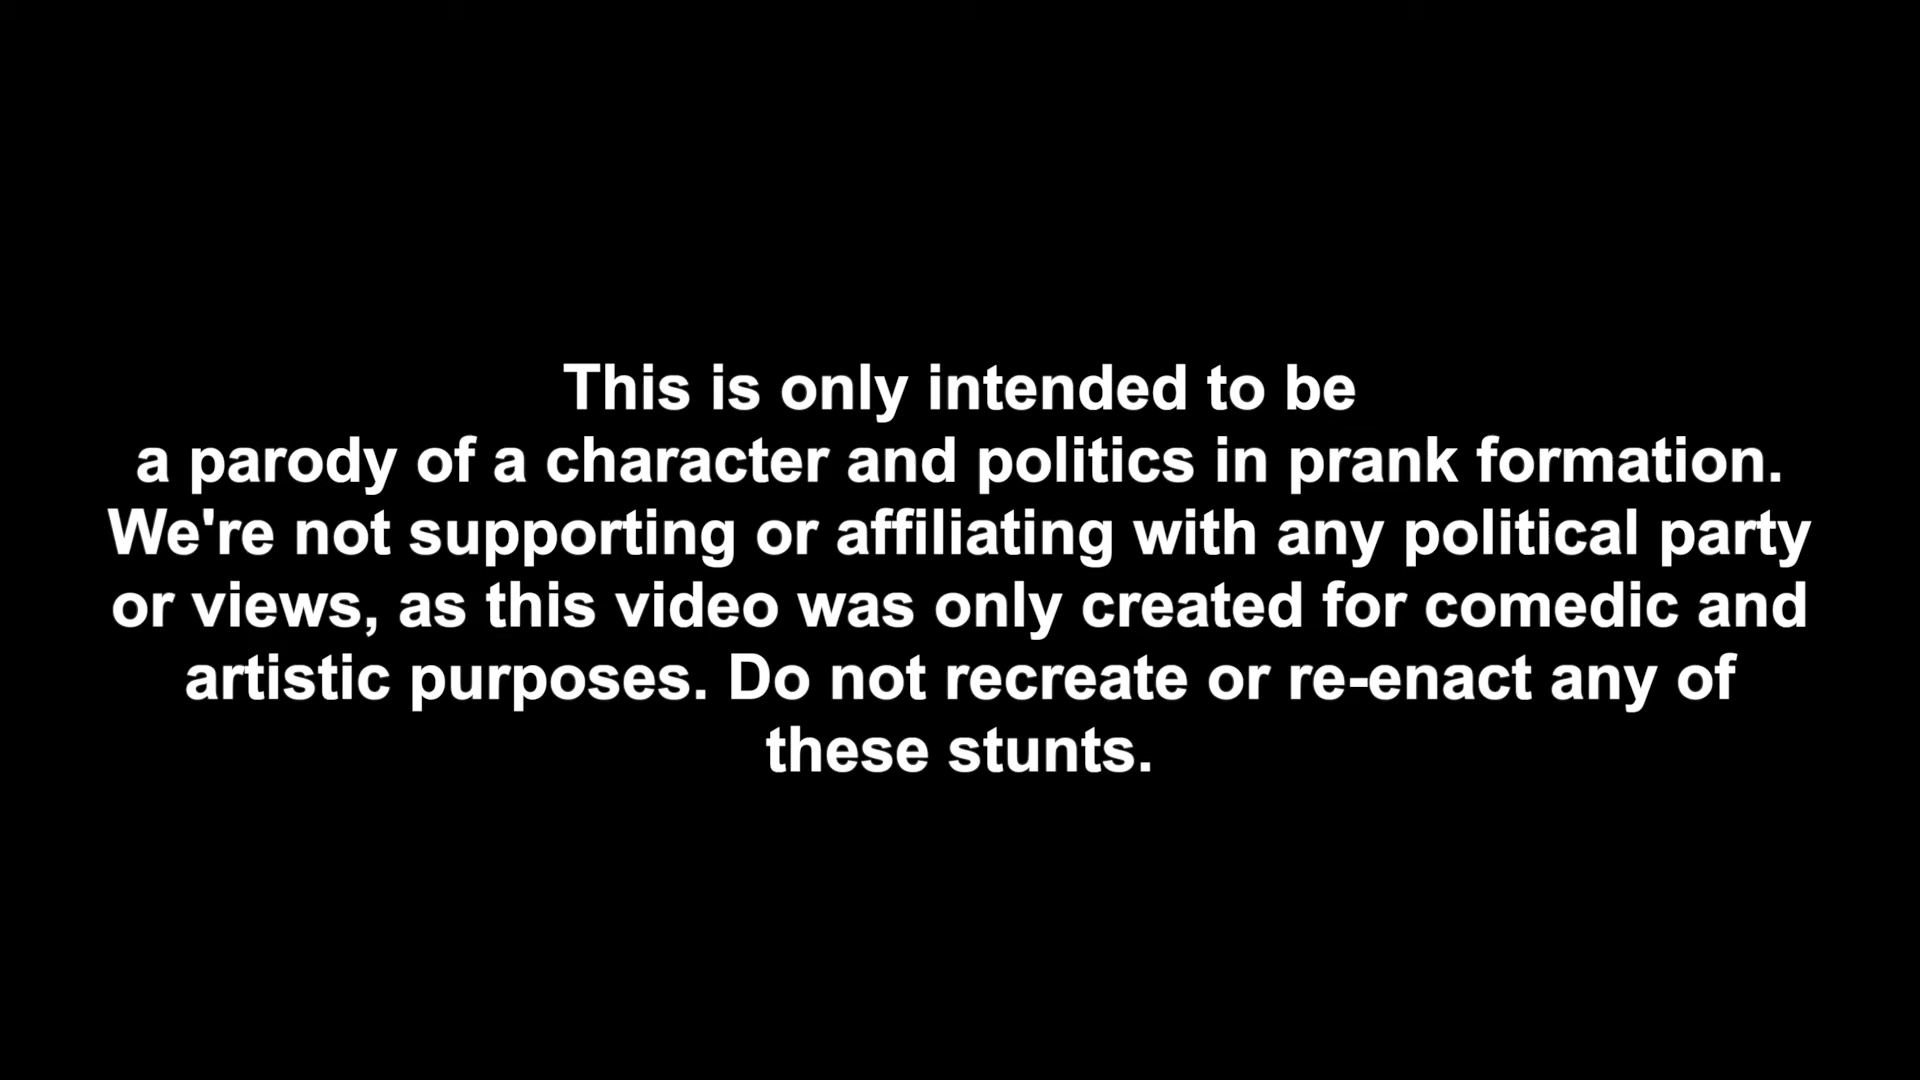 This is only intended to be
a parody of a character and politics in prank formation.
We're not supporting or affiliating with any political party
or views, as this video was only created for comedic and
artistic purposes. Do not recreate or re-enact any of
these stunts.